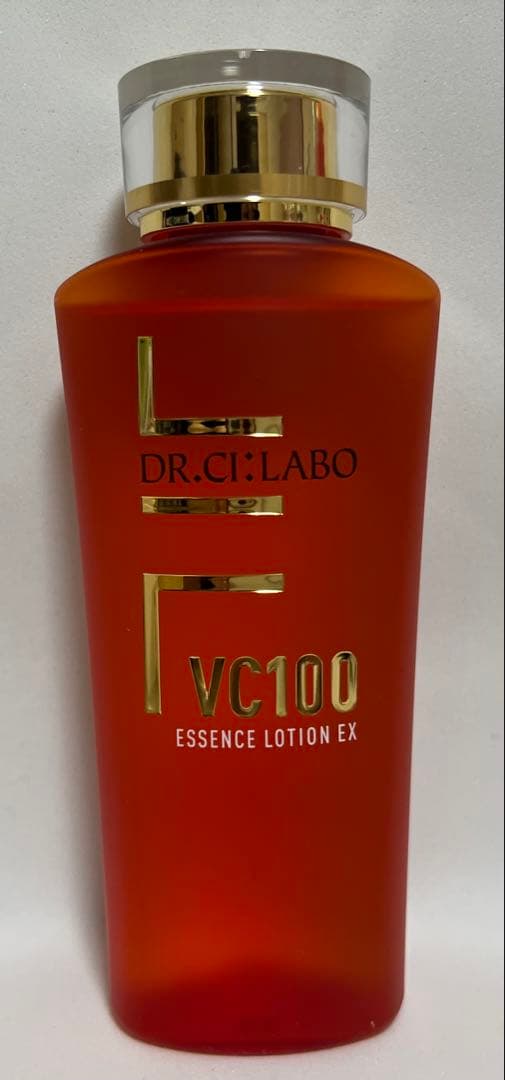 DR.CI:LABO
VC100
ESSENCE LOTION EX